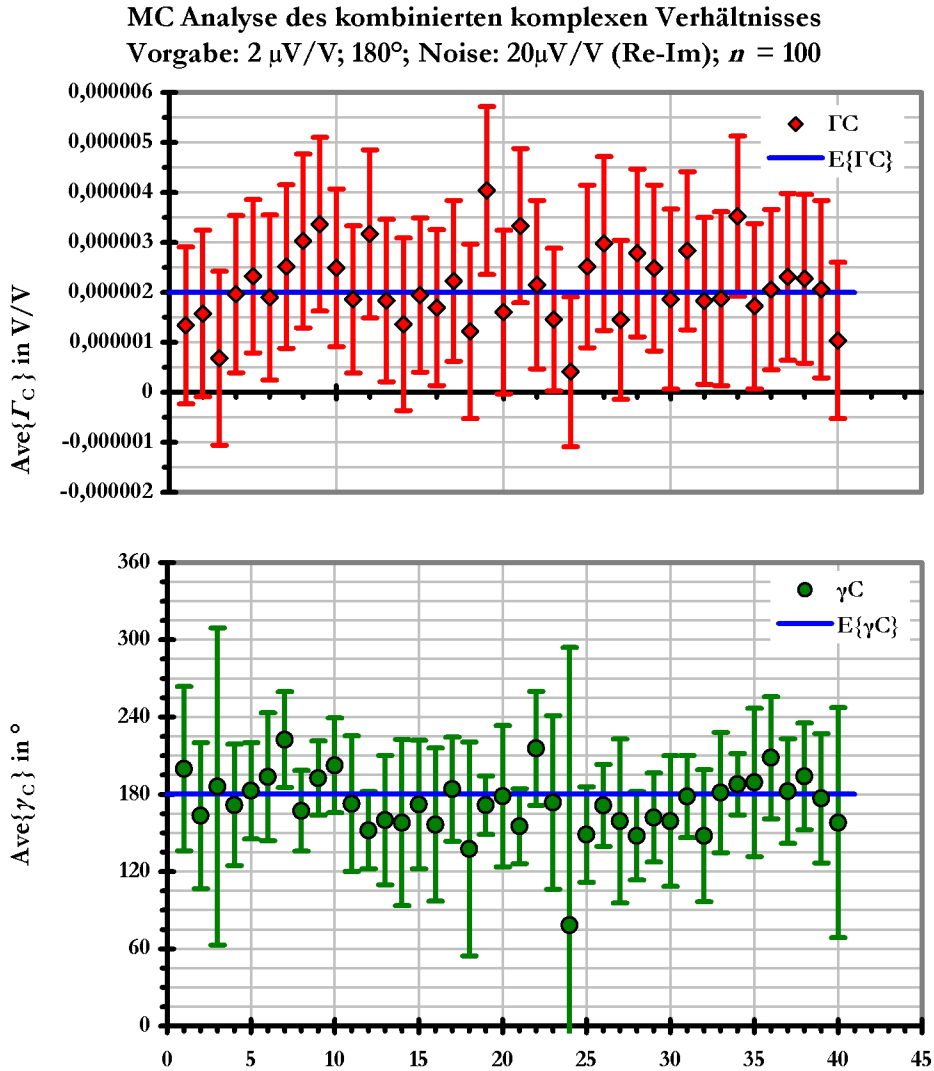 MC Analyse des kombinierten komplexen Verhältnisses
Vorgabe: 2 µV/V; 180°; Noise: 20µV/V (Re-Im); n = 100
Ave{ΓC} in V/V
0,000006
0,000005
0,000004
0,000003
0,000002
0,000001
0
-0,000001
-0,000002
ΓC
E{ΓC}
Ave{γC} in °
360
300
240
180
120
60
0
γC
E{γC}
0 5 10 15 20 25 30 35 40 45